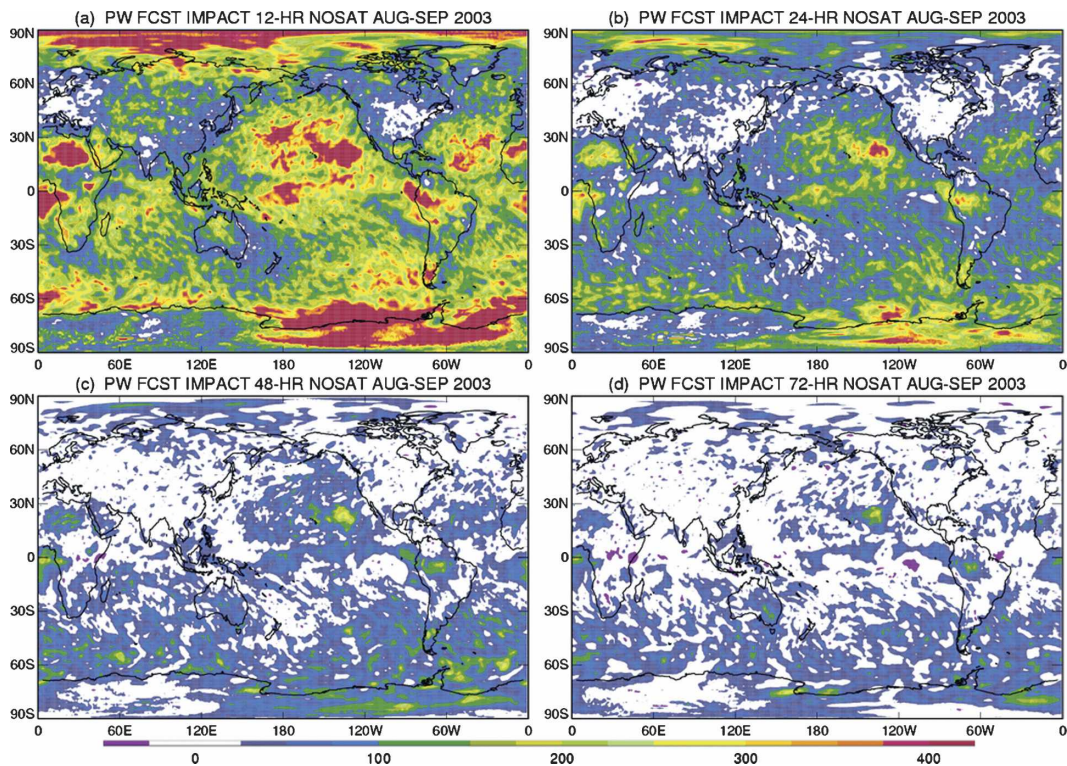 (a) PW FCST IMPACT 12-HR NOSAT AUG-SEP 2003
(b) PW FCST IMPACT 24-HR NOSAT AUG-SEP 2003
90N
60N
30N
0
30S
60S
90S
0 60E 120E 180 120W 60W 0
90N
60N
30N
0
30S
60S
90S
0 60E 120E 180 120W 60W 0
(c) PW FCST IMPACT 48-HR NOSAT AUG-SEP 2003
(d) PW FCST IMPACT 72-HR NOSAT AUG-SEP 2003
90N
60N
30N
0
30S
60S
90S
0 60E 120E 180 120W 60W 0
90N
60N
30N
0
30S
60S
90S
0 60E 120E 180 120W 60W 0
0 100 200 300 400